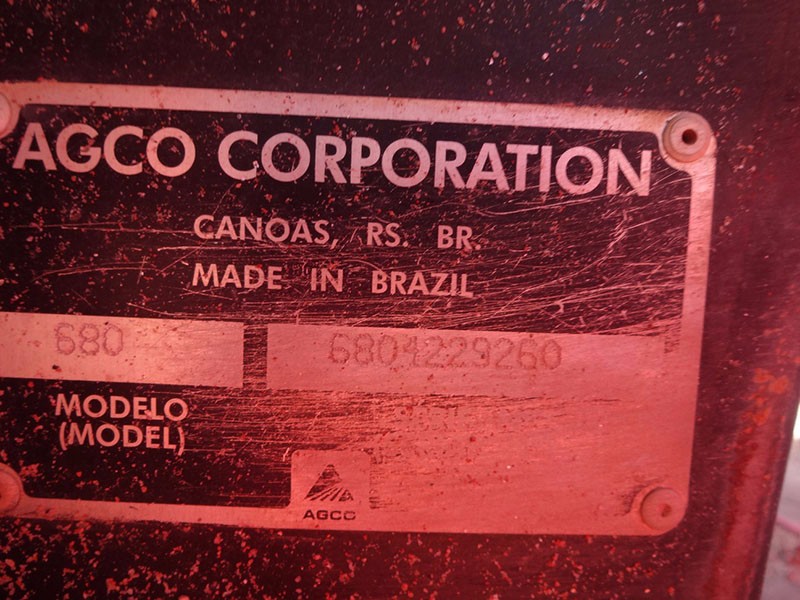 AGCO CORPORATION
CANOAS, RS. BR.
MADE IN BRAZIL
680 6804229260
MODELO
(MODEL)
AGCO